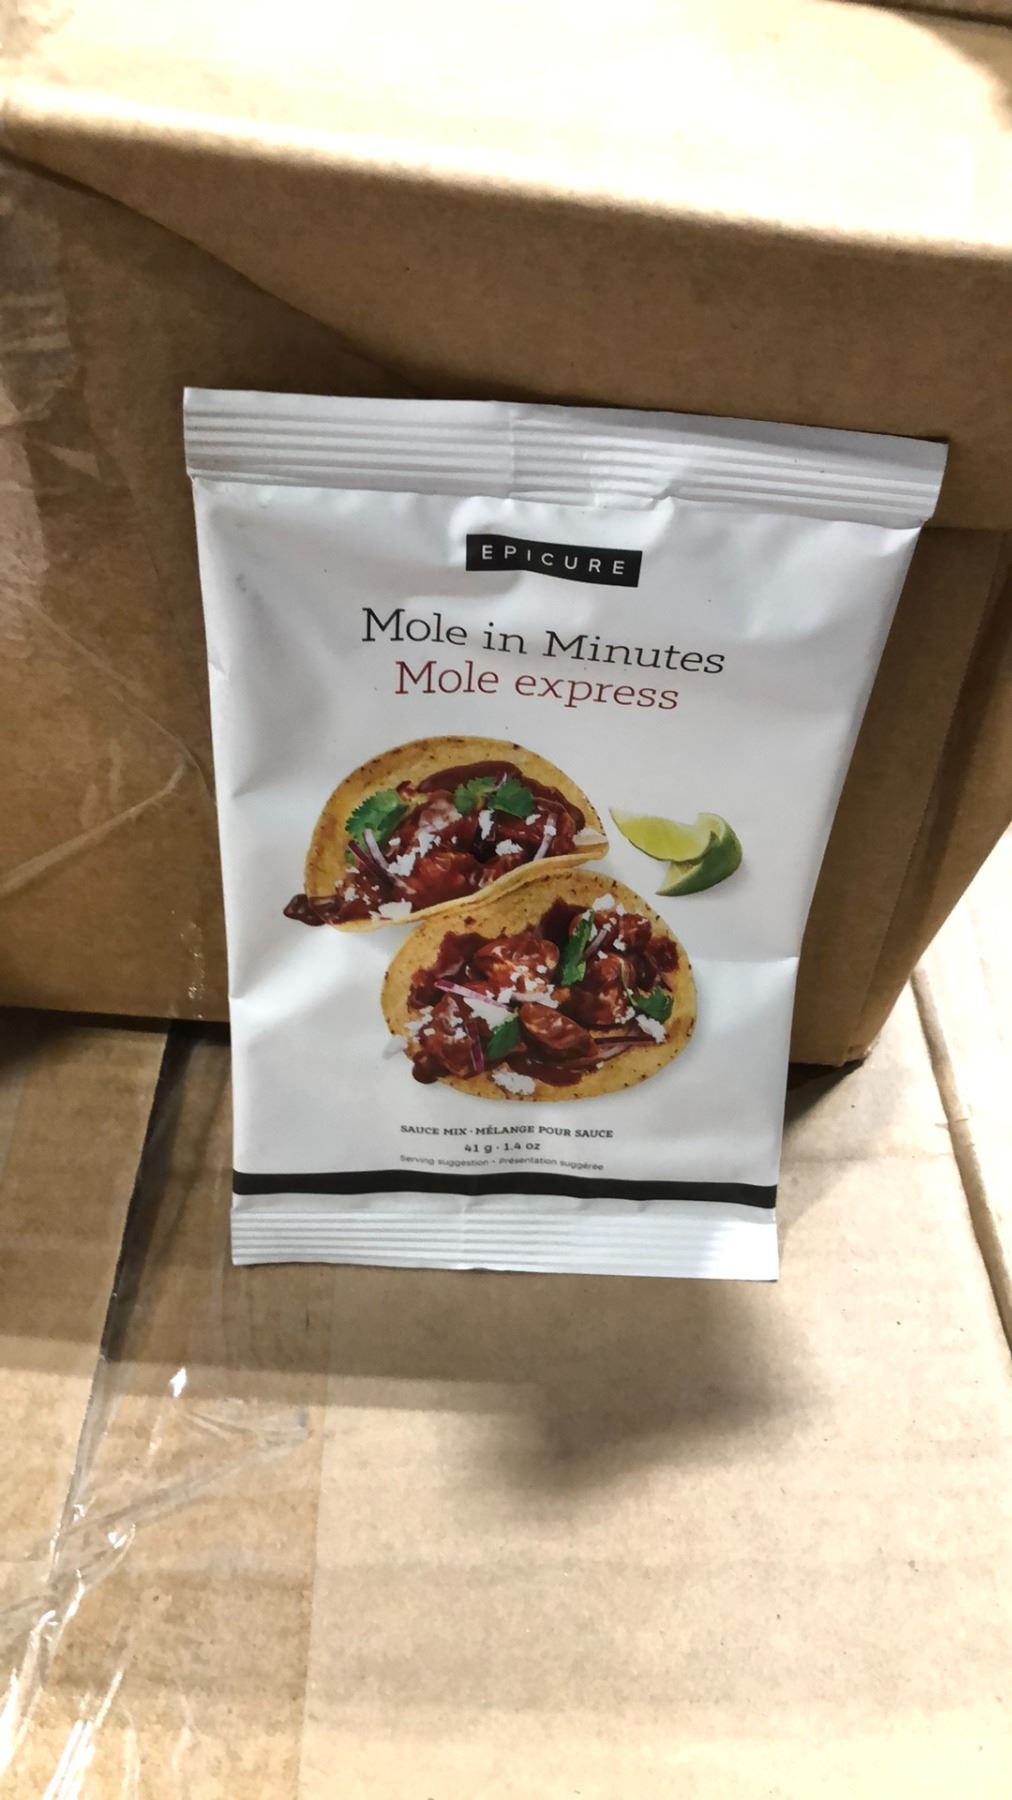 EPICURE
Mole in Minutes
Mole express
SAUCE MIX · MÉLANGE POUR SAUCE
41 g · 1.4 oz
Serving suggestion • Présentation suggérée